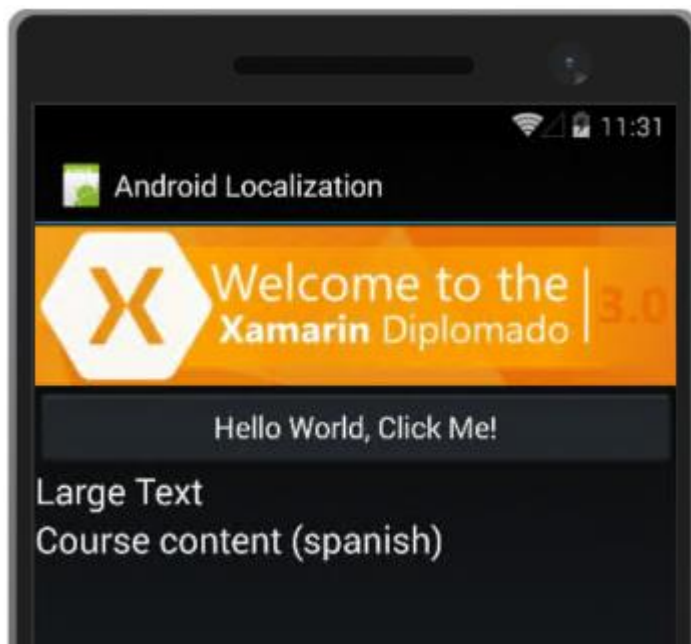 11:31
Android Localization
X Welcome to the
Xamarin Diplomado
3.0
Hello World, Click Me!
Large Text
Course content (spanish)